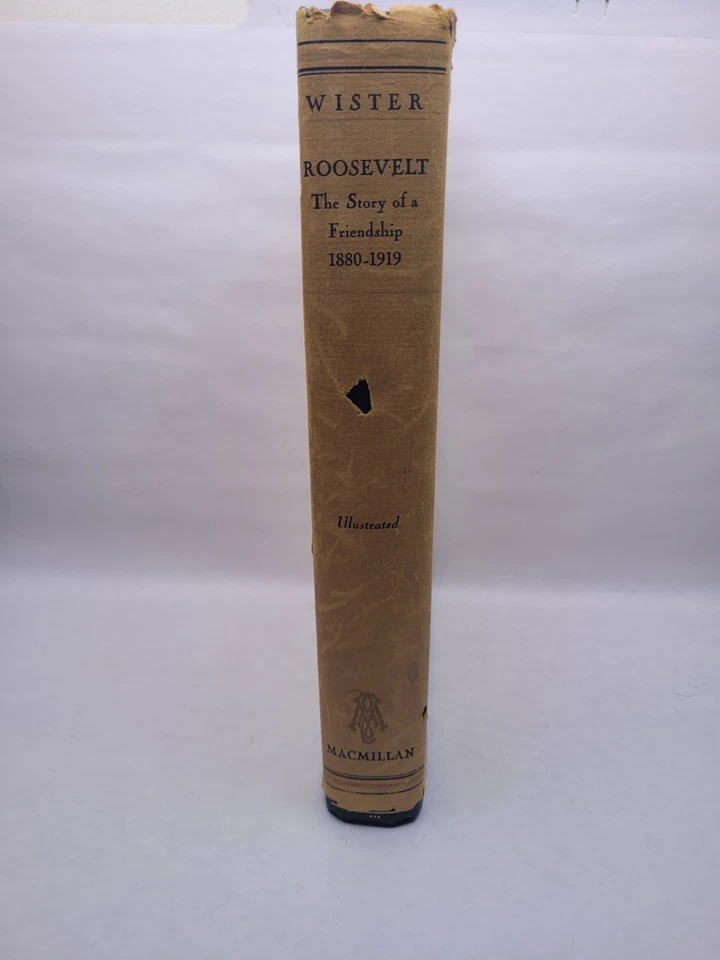 WISTER
ROOSEVELT
The Story of a
Friendship
1880-1919
Illustrated
MACMILLAN